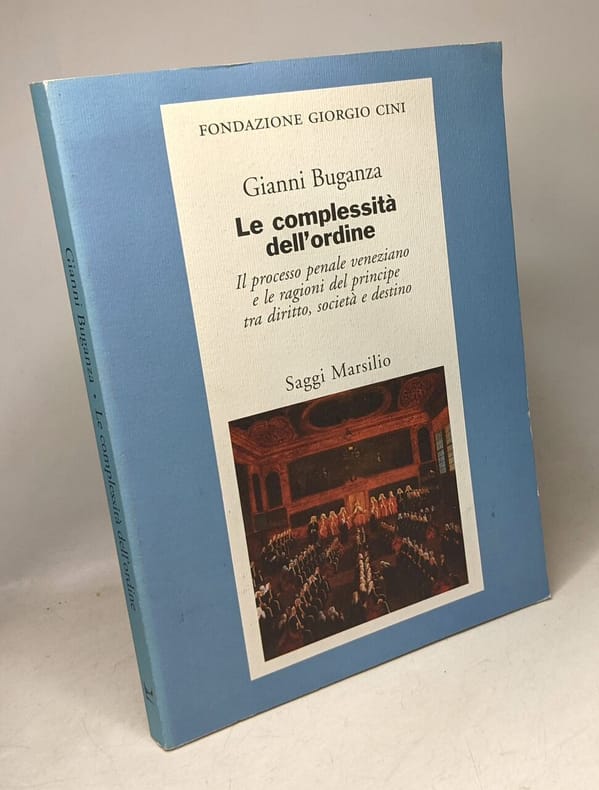 FONDAZIONE GIORGIO CINI
Gianni Buganza
Le complessità
dell'ordine
Il processo penale veneziano
e le ragioni del principe
tra diritto, società e destino
Saggi Marsilio
Gianni Buganza • Le complessità dell'ordine